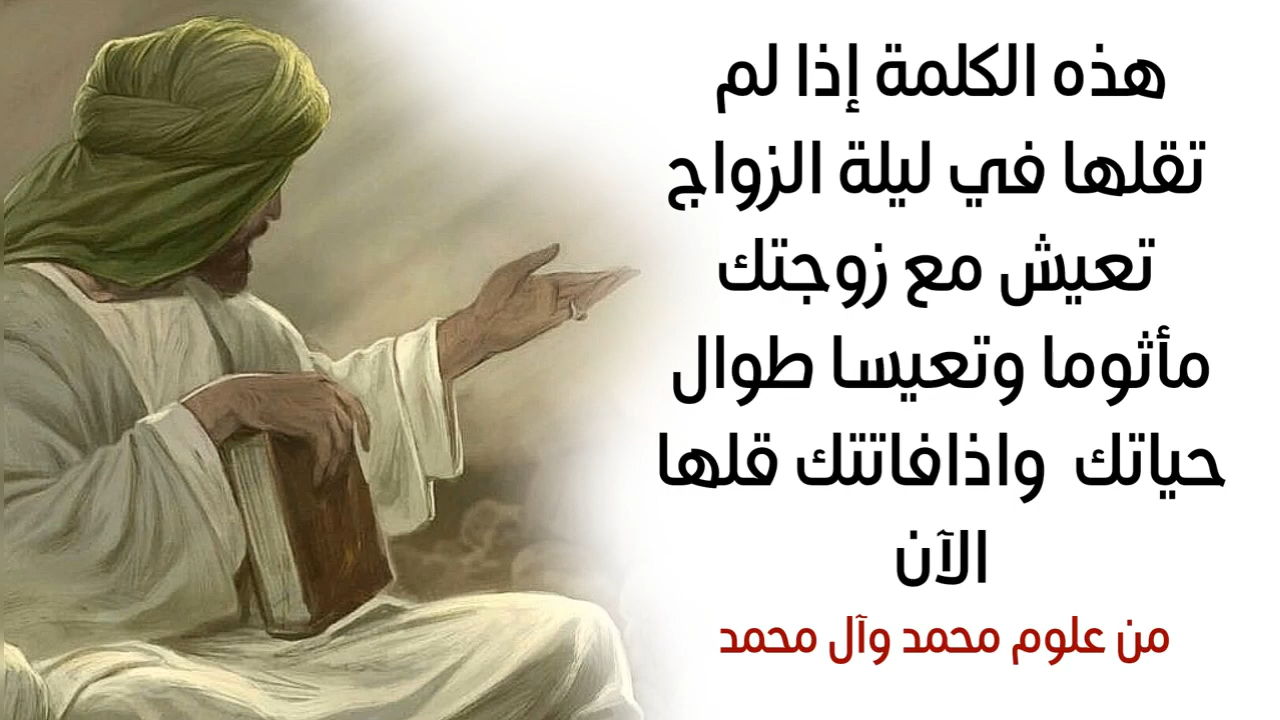 هذه الكلمة إذا لم
تقلها في ليلة الزواج
تعيش مع زوجتك
مأثوما وتعيسا طوال
حياتك واذافاتتك قلها
الآن
من علوم محمد وآل محمد